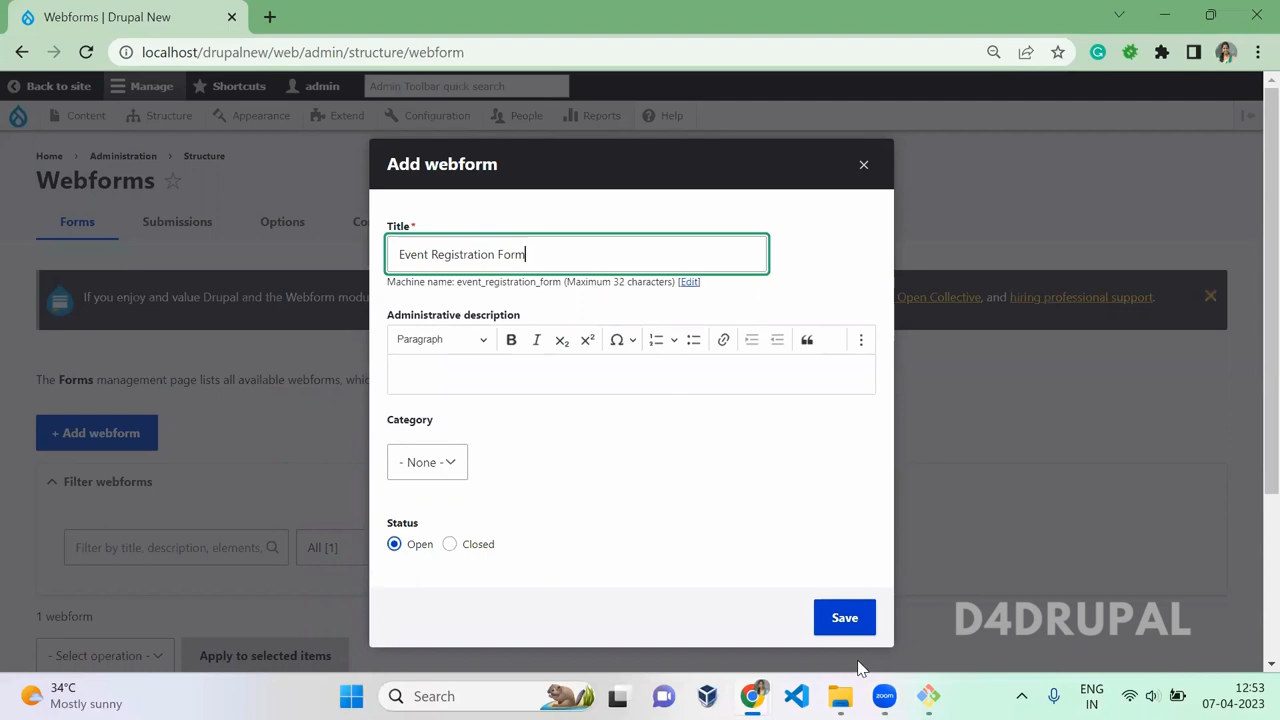 Webforms | Drupal New
localhost/drupalnew/web/admin/structure/webform
Back to site
Manage
Shortcuts
admin
Admin Toolbar quick search
Content
Structure
Appearance
Extend
Configuration
People
Reports
Help
Home > Administration > Structure
Webforms
Forms
Submissions
Options
Co
If you enjoy and value Drupal and the Webform modu
Open Collective, and hiring professional support.
The Forms management page lists all available webforms, whic
+ Add webform
Filter webforms
Filter by title, description, elements,
All [1]
1 webform
- Select operation -
Apply to selected items
Add webform
Title*
Event Registration Form
Machine name: event_registration_form (Maximum 32 characters) [Edit]
Administrative description
Paragraph
Category
- None -
Status
Open
Closed
Save
D4DRUPAL
34°C
Mostly sunny
Search
zoom
ENG
IN
12:53
07-04-2023